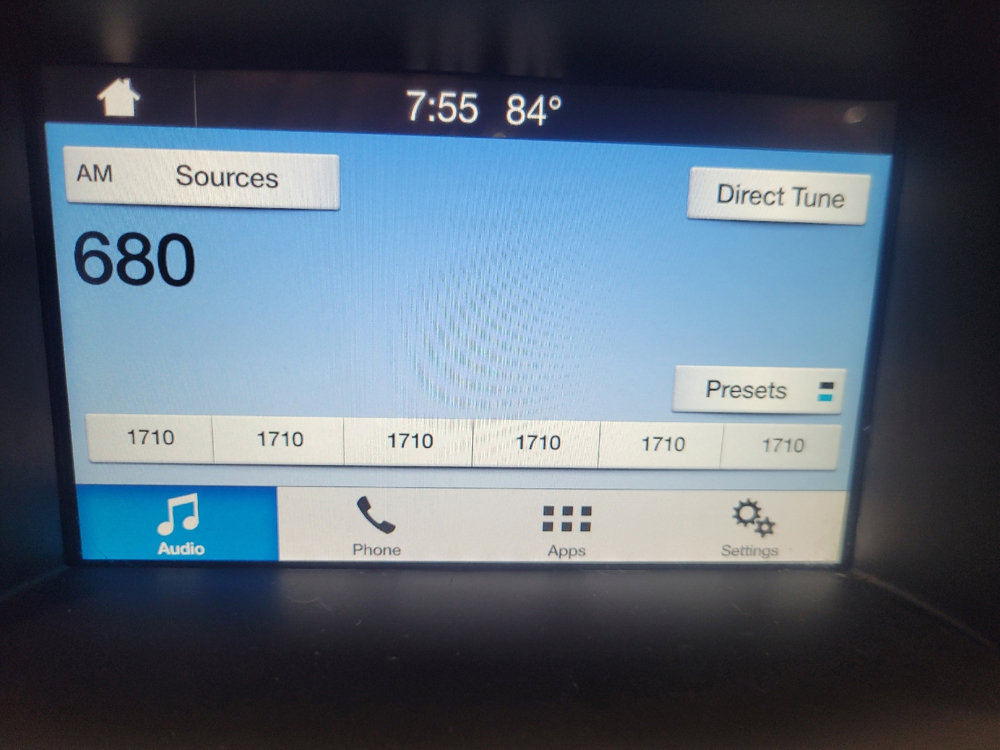 7:55 84°
AM Sources
Direct Tune
680
Presets
1710 1710 1710 1710 1710 1710
Audio Phone Apps Settings